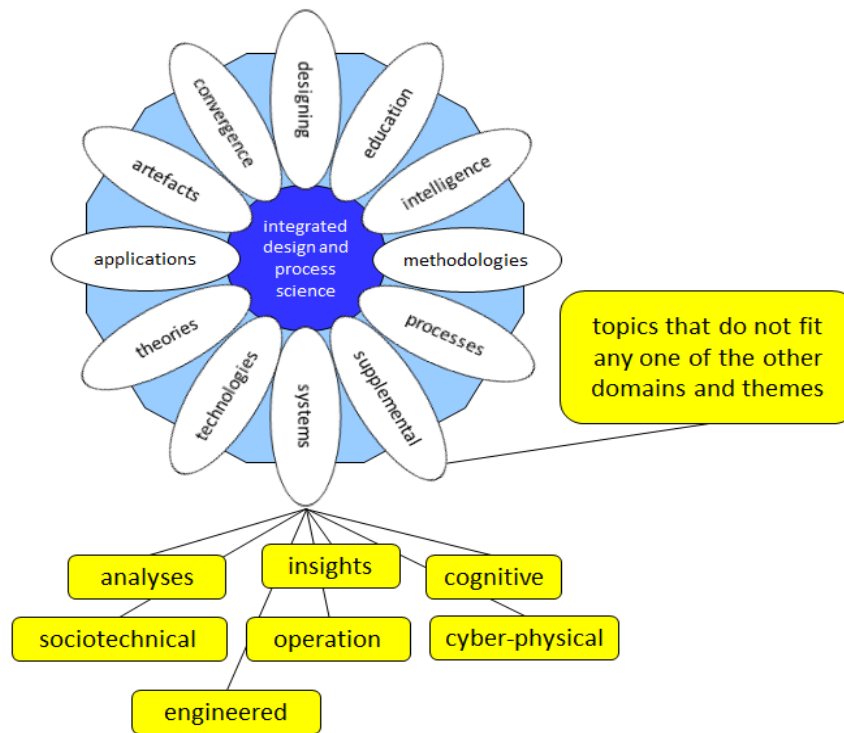 designing
convergence
education
artefacts
intelligence
integrated
design and
process
science
applications
methodologies
theories
processes
technologies
supplemental
systems
topics that do not fit
any one of the other
domains and themes
analyses
insights
cognitive
sociotechnical
operation
cyber-physical
engineered